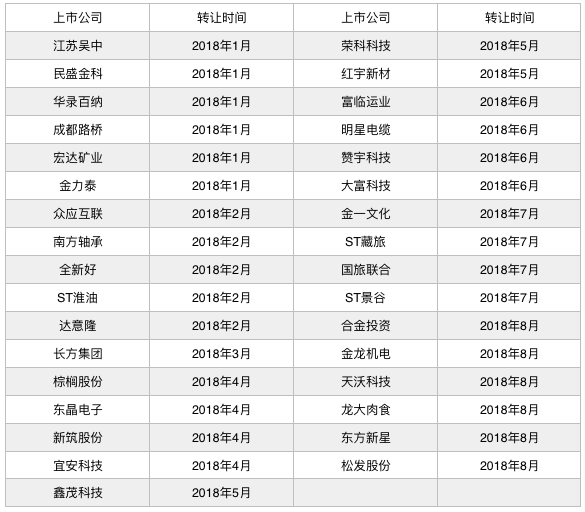 上市公司 转让时间 上市公司 转让时间
江苏吴中 2018年1月 荣科科技 2018年5月
民盛金科 2018年1月 红宇新材 2018年5月
华录百纳 2018年1月 富临运业 2018年6月
成都路桥 2018年1月 明星电缆 2018年6月
宏达矿业 2018年1月 赞宇科技 2018年6月
金力泰 2018年1月 大富科技 2018年6月
众应互联 2018年2月 金一文化 2018年7月
南方轴承 2018年2月 ST藏旅 2018年7月
全新好 2018年2月 国旅联合 2018年7月
ST淮油 2018年2月 ST景谷 2018年7月
达意隆 2018年2月 合金投资 2018年8月
长方集团 2018年3月 金龙机电 2018年8月
棕榈股份 2018年4月 天沃科技 2018年8月
东晶电子 2018年4月 龙大肉食 2018年8月
新筑股份 2018年4月 东方新星 2018年8月
宜安科技 2018年4月 松发股份 2018年8月
鑫茂科技 2018年5月